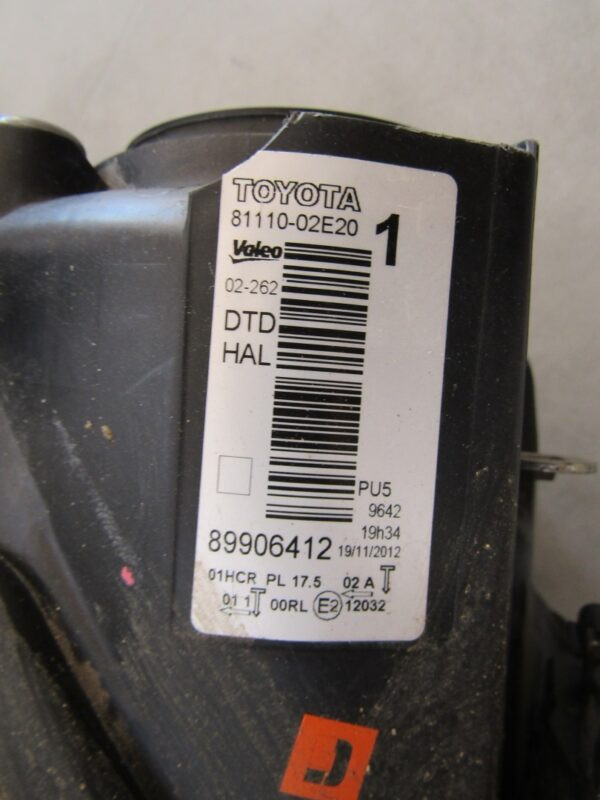 TOYOTA
81110-02E20 1
Valeo
02-262
DTD
HAL
PU5
9642
19h34
89906412 19/11/2012
01HCR PL 17.5 02 A
01 1 00RL E2 12032